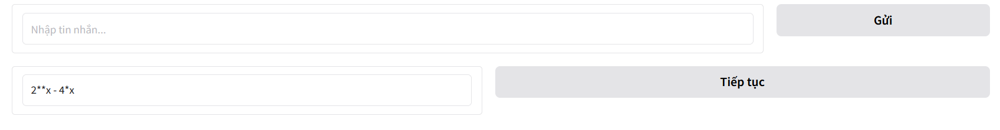 Nhập tin nhắn...
Gửi
2**x - 4*x
Tiếp tục